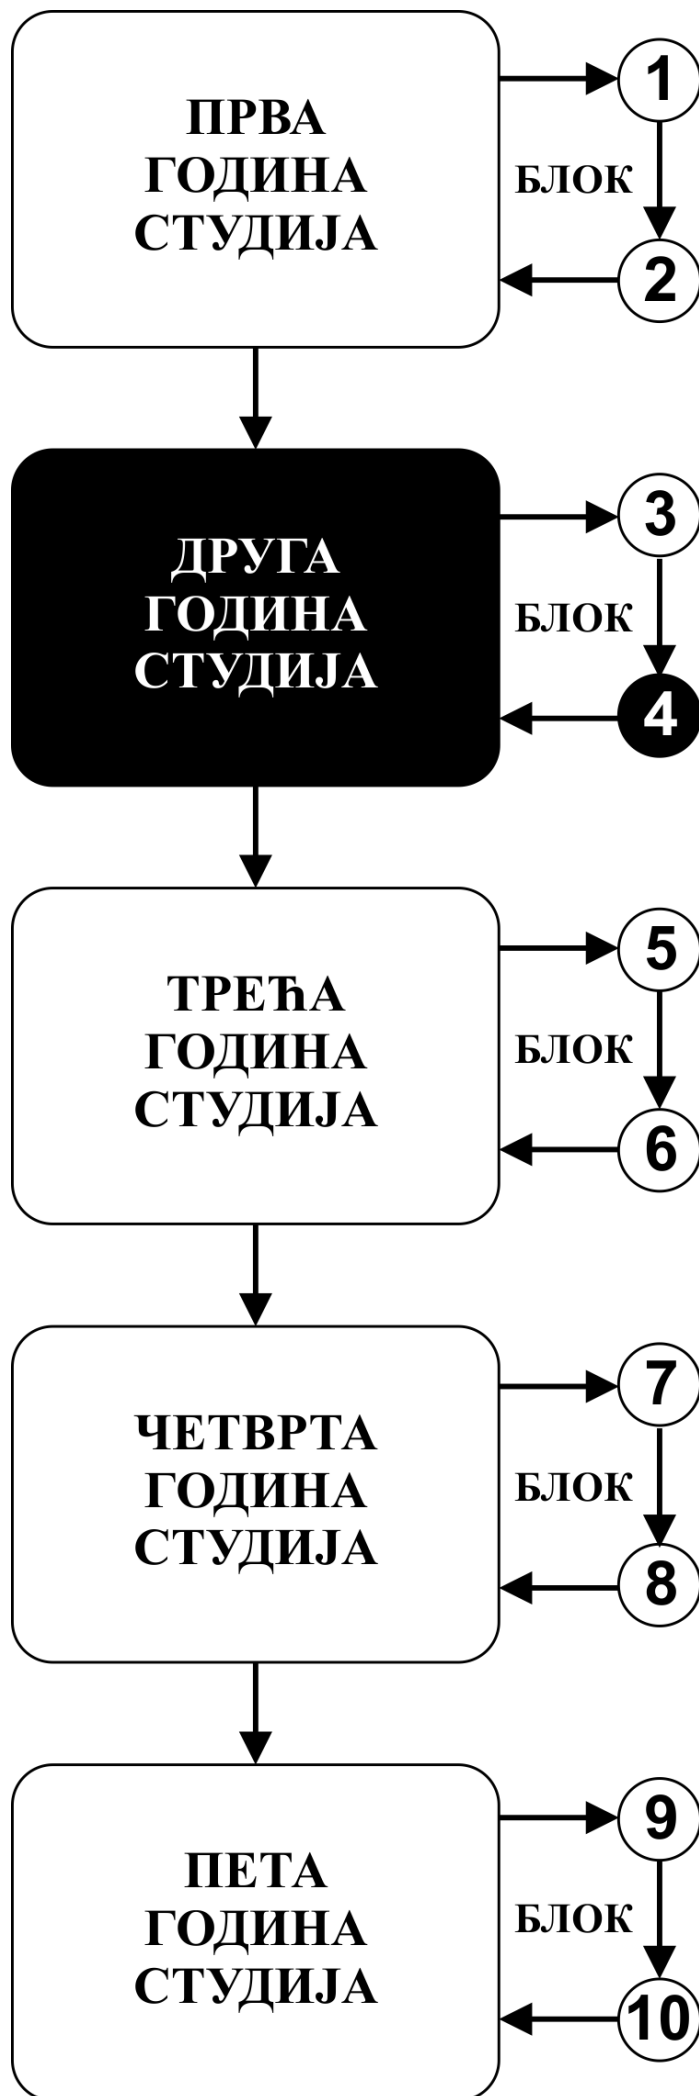 ПРВА
ГОДИНА
СТУДИЈА
1
БЛОК
2
ДРУГА
ГОДИНА
СТУДИЈА
3
БЛОК
4
ТРЕЋА
ГОДИНА
СТУДИЈА
5
БЛОК
6
ЧЕТВРТА
ГОДИНА
СТУДИЈА
7
БЛОК
8
ПЕТА
ГОДИНА
СТУДИЈА
9
БЛОК
10